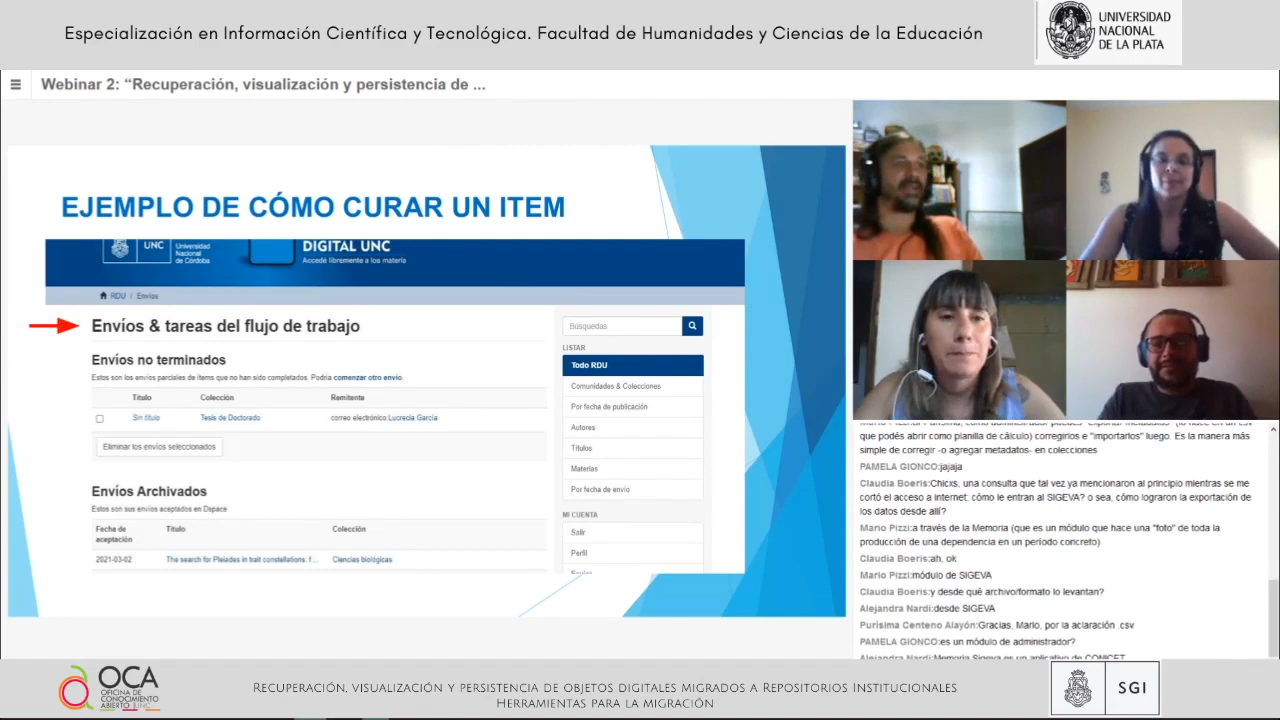 Especialización en Información Científica y Tecnológica. Facultad de Humanidades y Ciencias de la Educación
UNIVERSIDAD
NACIONAL
DE LA PLATA
Webinar 2: “Recuperación, visualización y persistencia de ...
EJEMPLO DE CÓMO CURAR UN ITEM
UNC
Universidad
Nacional
de Córdoba
DIGITAL UNC
Accedé libremente a los materia
RDU / Envíos
Envíos & tareas del flujo de trabajo
Envíos no terminados
Estos son los envíos parciales de ítems que no han sido completados. Podría comenzar otro envío.
Título Colección Remitente
Sin título Tesis de Doctorado correo electrónico:Lucrecia García
Eliminar los envíos seleccionados
Envíos Archivados
Estos son sus envíos aceptados en Dspace
Fecha de
aceptación
Título Colección
2021-03-02 The search for Pleiades in trait constellations. f... Ciencias biológicas
Búsquedas
LISTAR
Todo RDU
Comunidades & Colecciones
Por fecha de publicación
Autores
Títulos
Materias
Por fecha de envío
MI CUENTA
Salir
Perfil
Envíos
que podés abrir como planilla de cálculo) corregirlos e "importarlos" luego. Es la manera más
simple de corregir -o agregar metadatos- en colecciones
PAMELA GIONCO:jajaja
Claudia Boeris:Chicxs, una consulta que tal vez ya mencionaron al principio mientras se me
cortó el acceso a internet: cómo le entran al SIGEVA? o sea, cómo lograron la exportación de
los datos desde allí?
Mario Pizzi:a través de la Memoria (que es un módulo que hace una "foto" de toda la
producción de una dependencia en un período concreto)
Claudia Boeris:ah, ok
Mario Pizzi:módulo de SIGEVA
Claudia Boeris:y desde qué archivo/formato lo levantan?
Alejandra Nardi:desde SIGEVA
Purísima Centeno Alayón:Gracias, Mario, por la aclaración .csv
PAMELA GIONCO:es un módulo de administrador?
Alejandra Nardi:Memoria Sigeva es un aplicativo de CONICET
OCA
OFICINA DE
CONOCIMIENTO
ABIERTO | UNC
RECUPERACIÓN, VISUALIZACIÓN Y PERSISTENCIA DE OBJETOS DIGITALES MIGRADOS A REPOSITORIOS INSTITUCIONALES
HERRAMIENTAS PARA LA MIGRACIÓN
SGI